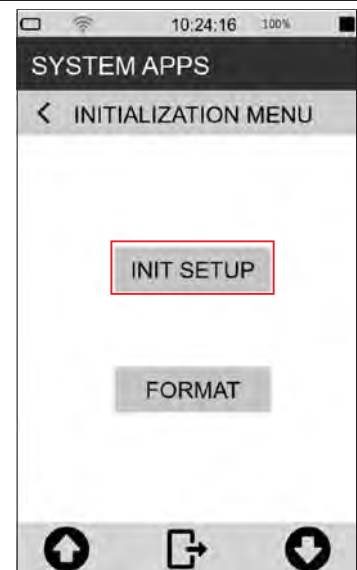 10:24:16 100%
SYSTEM APPS
INITIALIZATION MENU
INIT SETUP
FORMAT